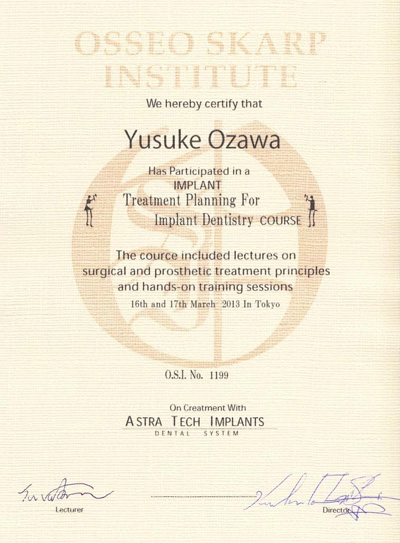 OSSEO SKARP
INSTITUTE
We hereby certify that
Yusuke Ozawa
Has Participated in a
IMPLANT
Treatment Planning For
Implant Dentistry COURSE
The cource included lectures on
surgical and prosthetic treatment principles
and hands-on training sessions
16th and 17th March 2013 In Tokyo
O.S.I. No. 1199
On Creatment With
ASTRA TECH IMPLANTS
DENTAL SYSTEM
Lecturer
Director